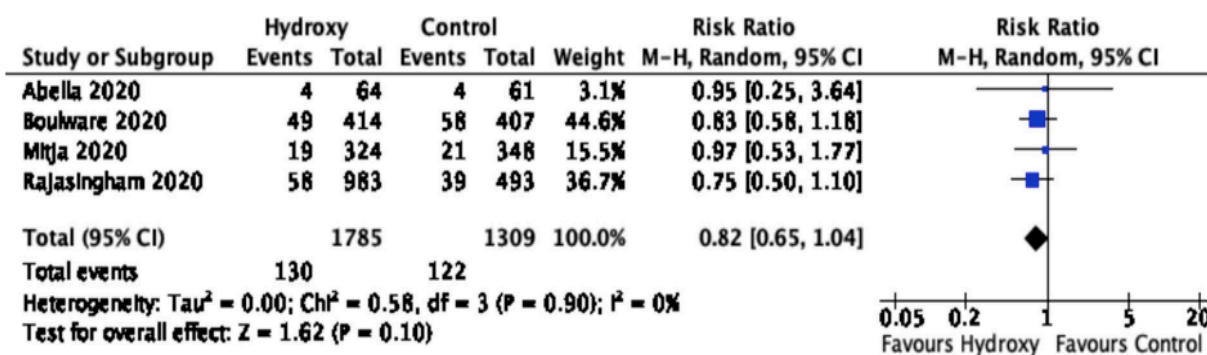 Hydroxy Control Risk Ratio Risk Ratio
Study or Subgroup Events Total Events Total Weight M-H, Random, 95% CI M-H, Random, 95% CI
Abella 2020 4 64 4 61 3.1% 0.95 [0.25, 3.64]
Boulware 2020 49 414 58 407 44.6% 0.83 [0.58, 1.18]
Mitja 2020 19 324 21 348 15.5% 0.97 [0.53, 1.77]
Rajasingham 2020 58 983 39 493 36.7% 0.75 [0.50, 1.10]
Total (95% CI) 1785 1309 100.0% 0.82 [0.65, 1.04]
Total events 130 122
Heterogeneity: Tau² = 0.00; Chi² = 0.58, df = 3 (P = 0.90); I² = 0%
Test for overall effect: Z = 1.62 (P = 0.10)
0.05 0.2 1 5 20
Favours Hydroxy Favours Control